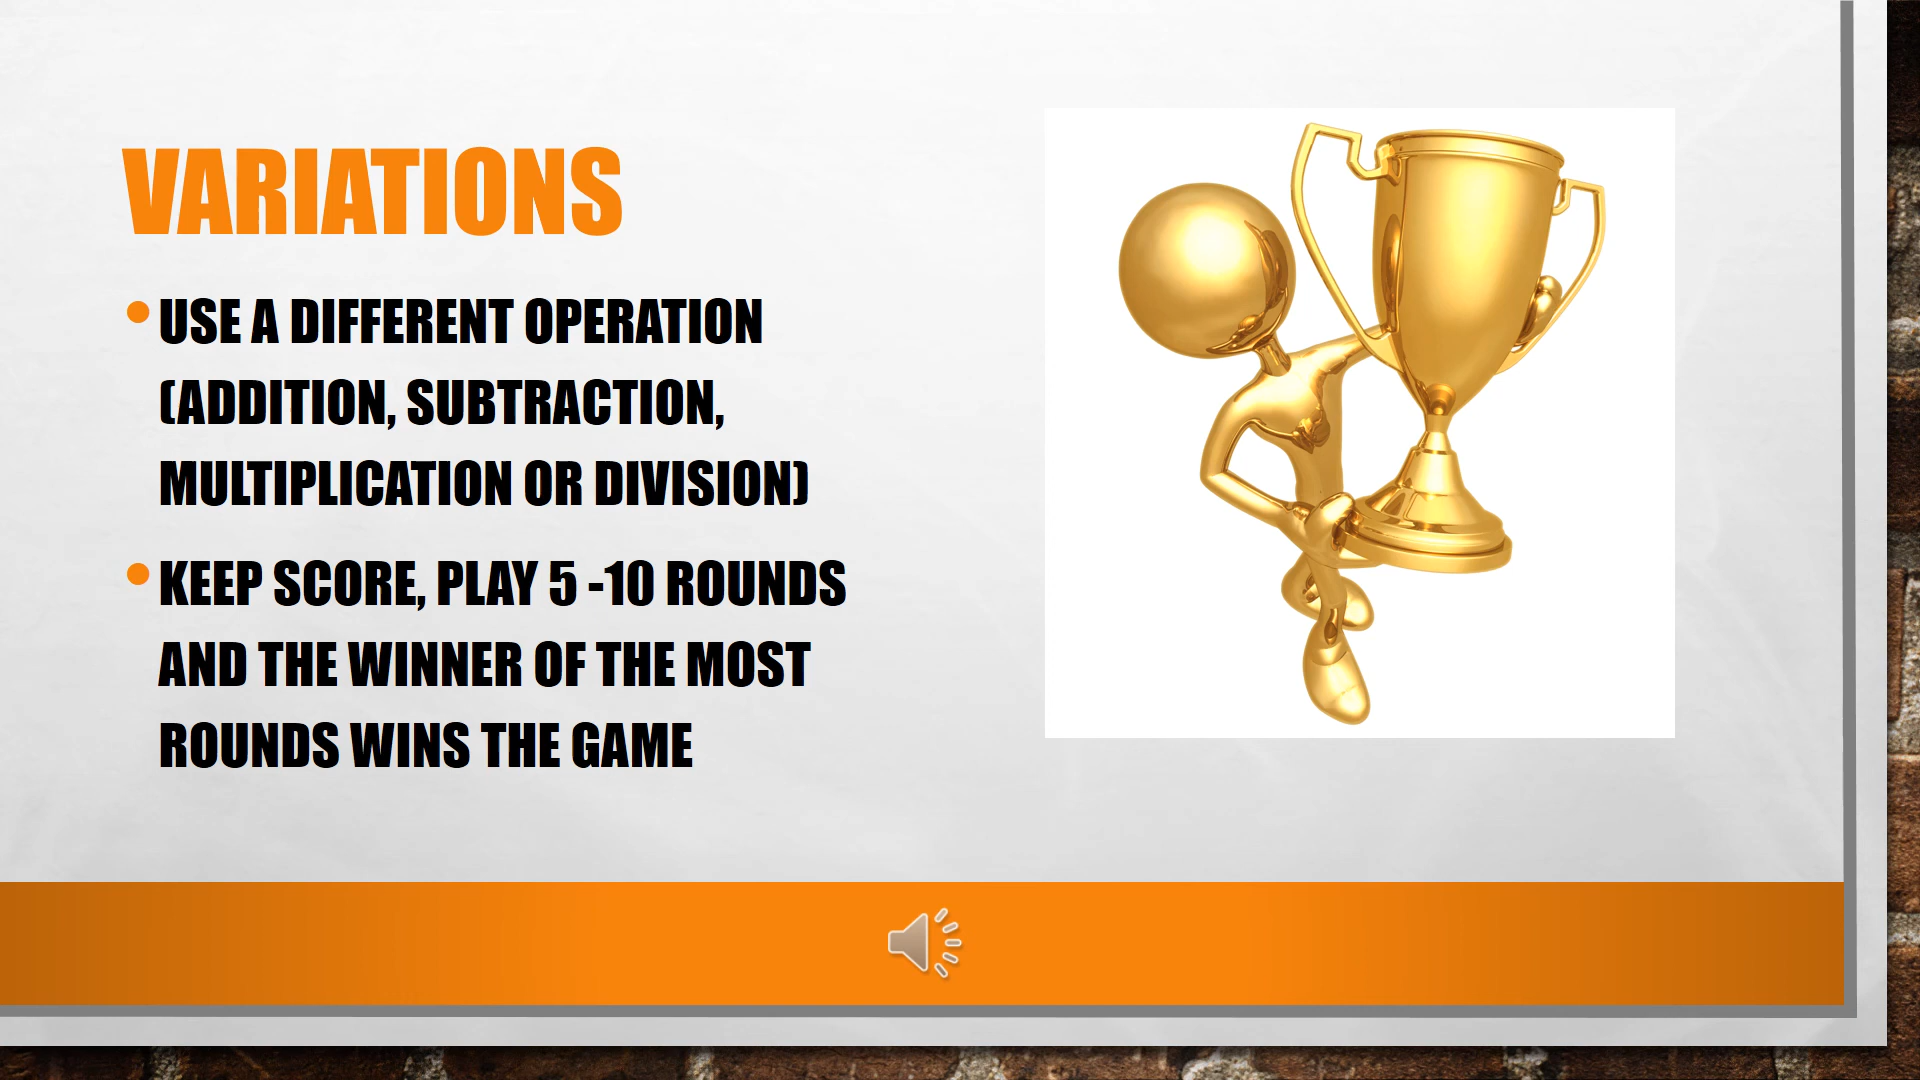 VARIATIONS
• USE A DIFFERENT OPERATION
(ADDITION, SUBTRACTION,
MULTIPLICATION OR DIVISION)
• KEEP SCORE, PLAY 5 -10 ROUNDS
AND THE WINNER OF THE MOST
ROUNDS WINS THE GAME